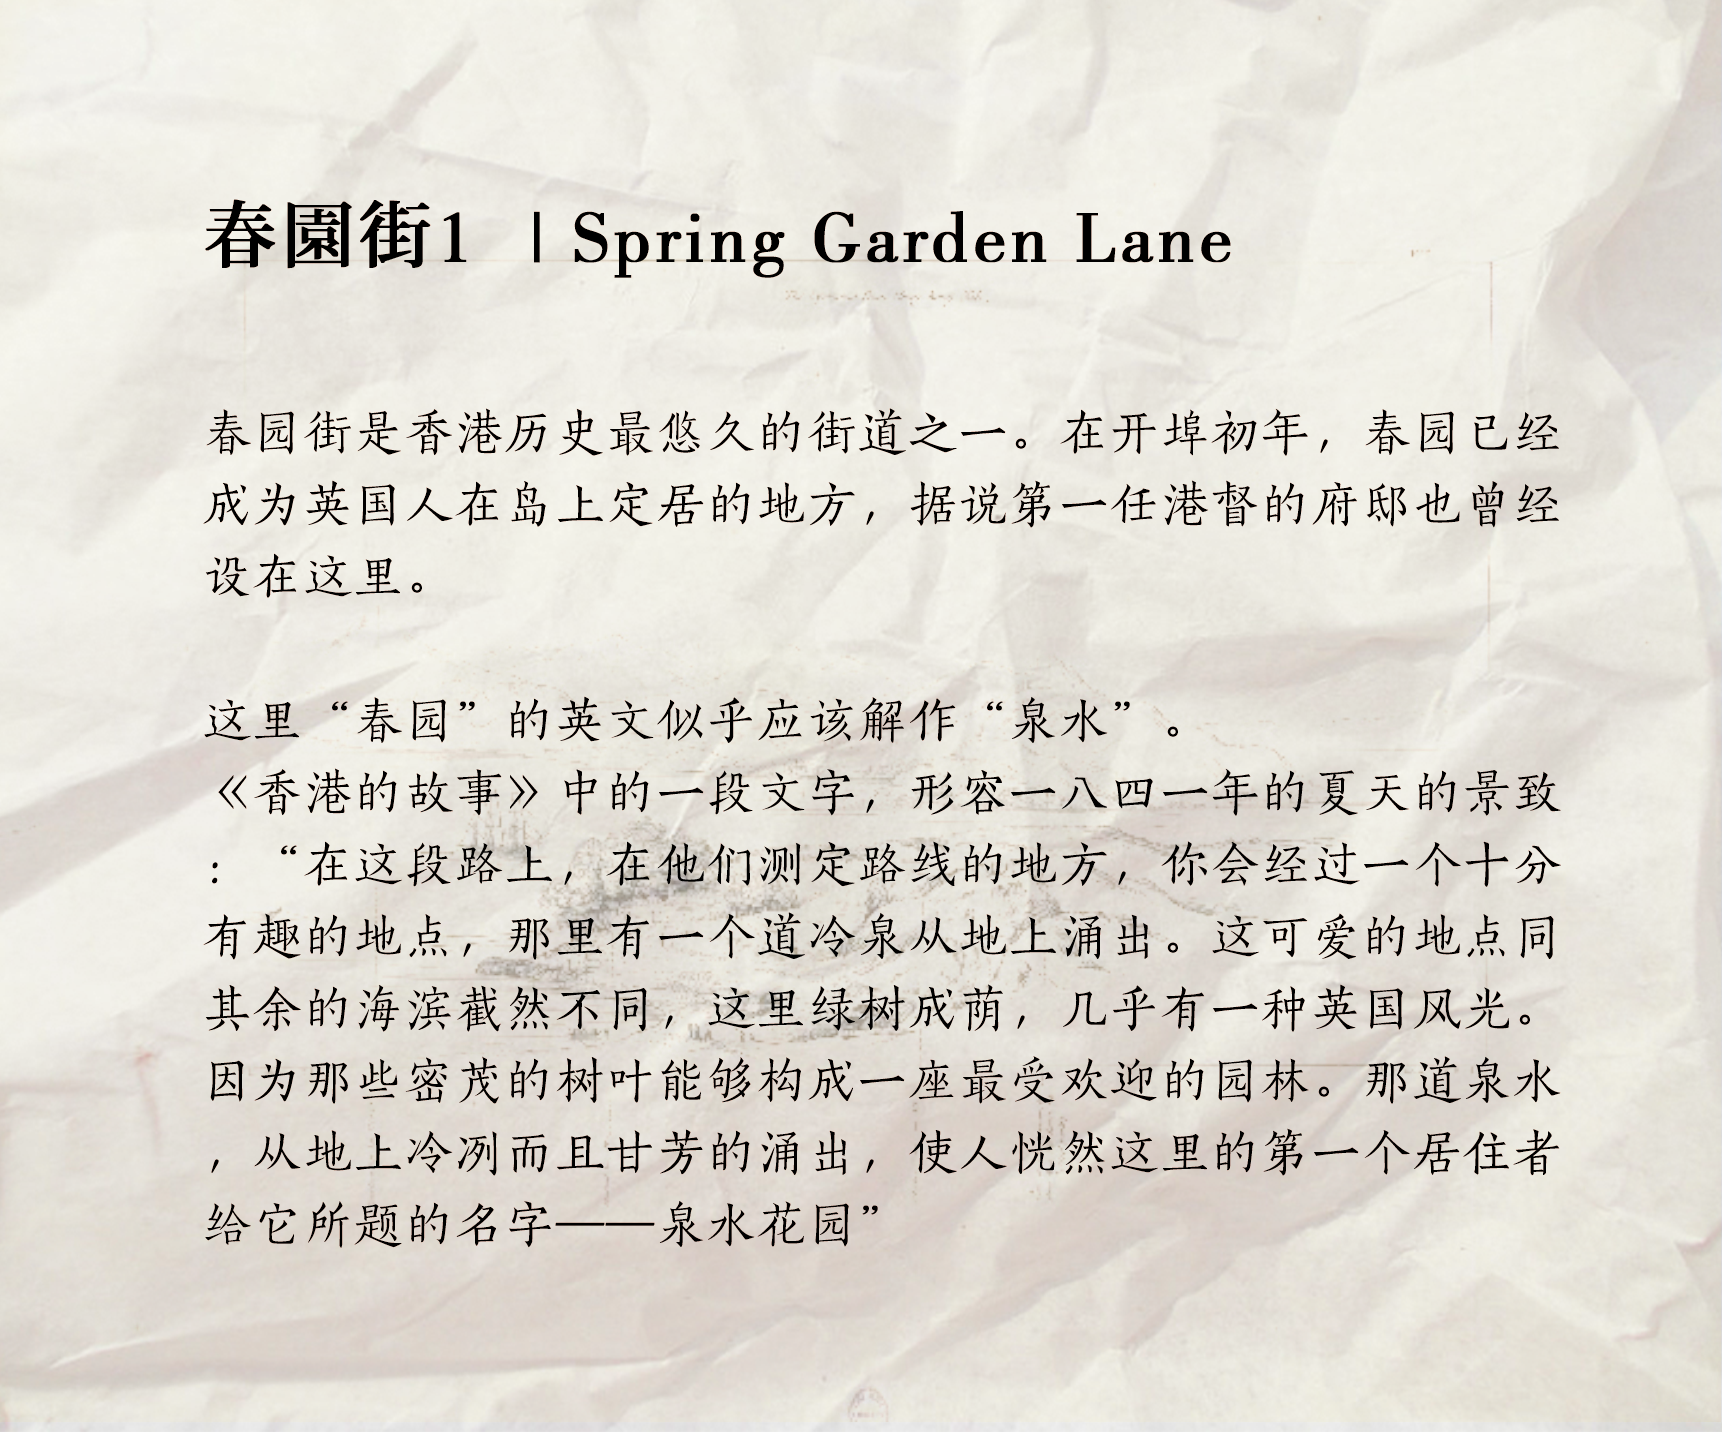 春園街1 | Spring Garden Lane
春园街是香港历史最悠久的街道之一。在开埠初年，春园已经
成为英国人在岛上定居的地方，据说第一任港督的府邸也曾经
设在这里。
这里“春园”的英文似乎应该解作“泉水”。
《香港的故事》中的一段文字，形容一八四一年的夏天的景致
：“在这段路上，在他们测定路线的地方，你会经过一个十分
有趣的地点，那里有一个道冷泉从地上涌出。这可爱的地点同
其余的海滨截然不同，这里绿树成荫，几乎有一种英国风光。
因为那些密茂的树叶能够构成一座最受欢迎的园林。那道泉水
，从地上冷冽而且甘芳的涌出，使人恍然这里的第一个居住者
给它所题的名字——泉水花园”